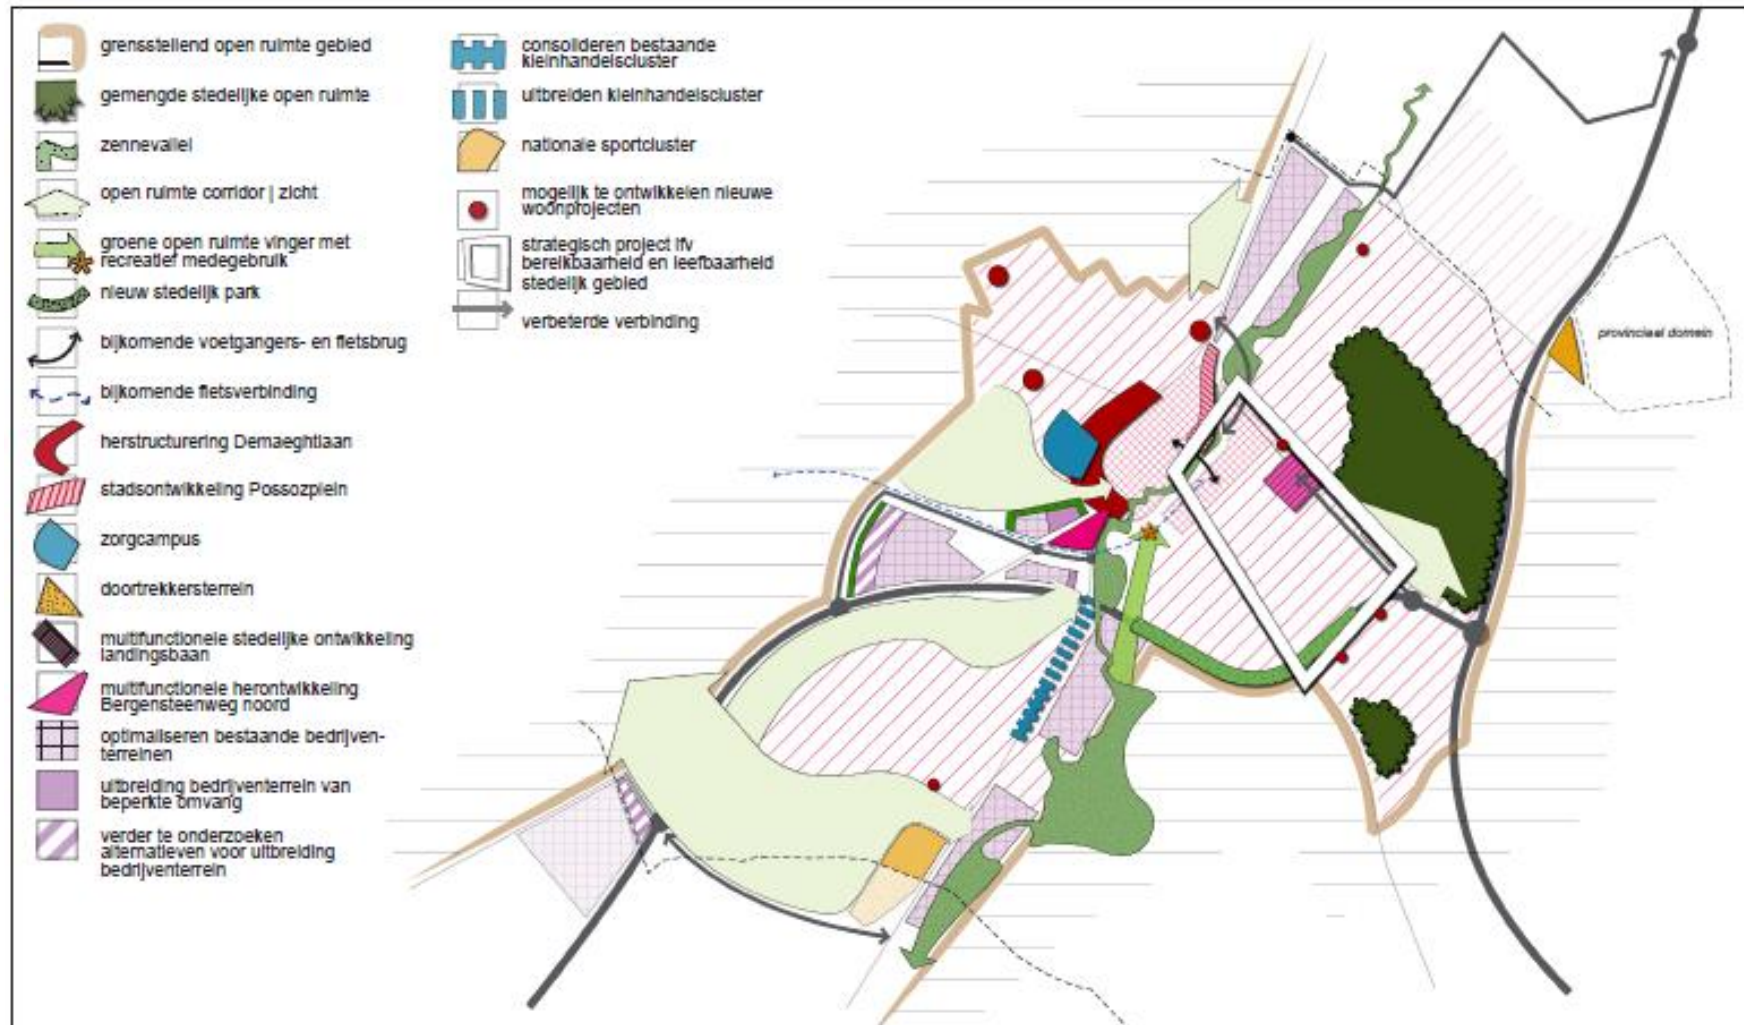 grensstellend open ruimte gebied
gemengde stedelijke open ruimte
zennevallei
open ruimte corridor | zicht
groene open ruimte vinger met
recreatief medegebruik
nieuw stedelijk park
bijkomende voetgangers- en fietsbrug
bijkomende fietsverbinding
herstructurering Demaeghtlaan
stadsontwikkeling Possozplein
zorgcampus
doortrekkersterrein
multifunctionele stedelijke ontwikkeling
landingsbaan
multifunctionele herontwikkeling
Bergensteenweg noord
optimaliseren bestaande bedrijven-
terreinen
uitbreiding bedrijventerrein van
beperkte omvang
verder te onderzoeken
alternatieven voor uitbreiding
bedrijventerrein
consolideren bestaande
kleinhandelscluster
uitbreiden kleinhandelscluster
nationale sportcluster
mogelijk te ontwikkelen nieuwe
woonprojecten
strategisch project ifv
bereikbaarheid en leefbaarheid
stedelijk gebied
verbeterde verbinding
provinciaal domein